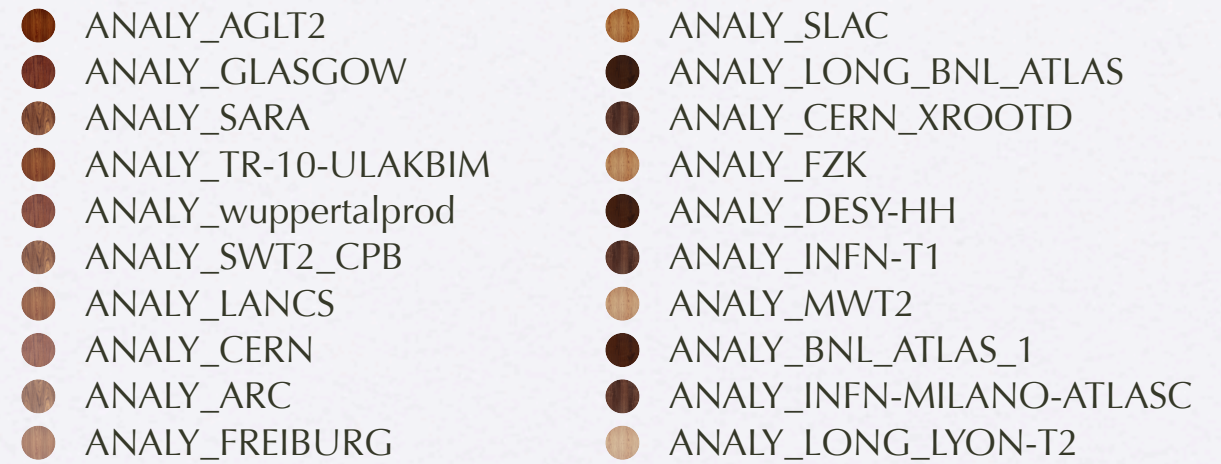 ANALY_AGLT2
ANALY_GLASGOW
ANALY_SARA
ANALY_TR-10-ULAKBIM
ANALY_wuppertalprod
ANALY_SWT2_CPB
ANALY_LANCS
ANALY_CERN
ANALY_ARC
ANALY_FREIBURG
ANALY_SLAC
ANALY_LONG_BNL_ATLAS
ANALY_CERN_XROOTD
ANALY_FZK
ANALY_DESY-HH
ANALY_INFN-T1
ANALY_MWT2
ANALY_BNL_ATLAS_1
ANALY_INFN-MILANO-ATLASC
ANALY_LONG_LYON-T2